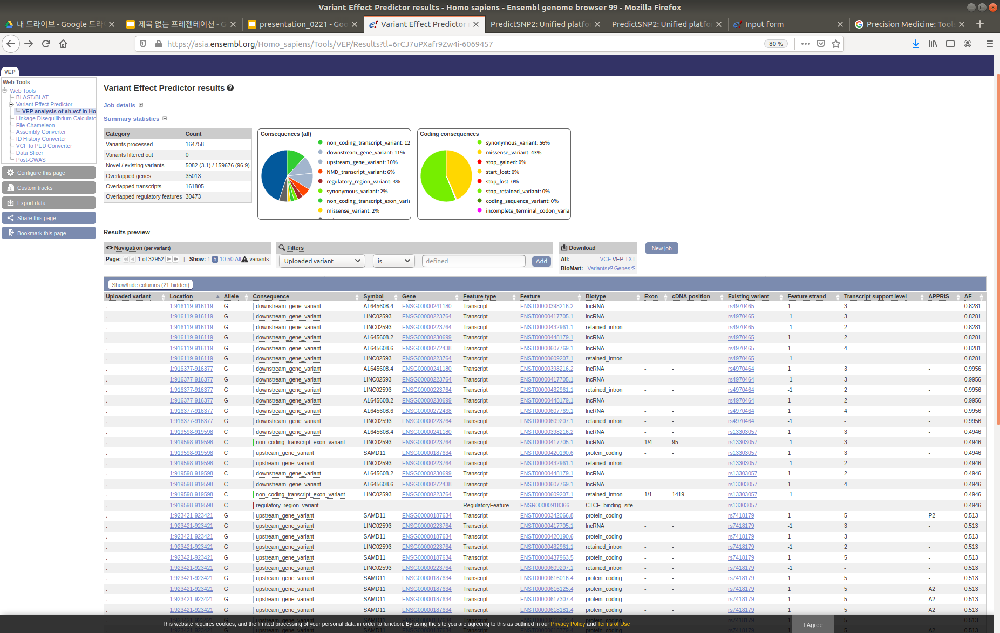 Variant Effect Predictor results - Homo sapiens - Ensembl genome browser 99 - Mozilla Firefox
내 드라이브 - Google 드라
제목 없는 프레젠테이션 - G
presentation_0221 - Goo
Variant Effect Predictor
PredictSNP2: Unified platfo
PredictSNP2: Unified platfo
Input form
Precision Medicine: Tools
https://asia.ensembl.org/Homo_sapiens/Tools/VEP/Results?tl=6rCJ7uPXafr9Zw4i-6069457
80 %
VEP
Web Tools
Web Tools
BLAST/BLAT
Variant Effect Predictor
VEP analysis of ah.vcf in Ho
Linkage Disequilibrium Calculato
File Chameleon
Assembly Converter
ID History Converter
VCF to PED Converter
Data Slicer
Post-GWAS
Configure this page
Custom tracks
Export data
Share this page
Bookmark this page
Variant Effect Predictor results
Job details
Summary statistics
Category Count
Variants processed 164758
Variants filtered out 0
Novel / existing variants 5082 (3.1) / 159676 (96.9)
Overlapped genes 35013
Overlapped transcripts 161805
Overlapped regulatory features 30473
Consequences (all)
non_coding_transcript_variant: 12
downstream_gene_variant: 11%
upstream_gene_variant: 10%
NMD_transcript_variant: 6%
regulatory_region_variant: 3%
synonymous_variant: 2%
non_coding_transcript_exon_varia
missense_variant: 2%
Coding consequences
synonymous_variant: 56%
missense_variant: 43%
stop_gained: 0%
start_lost: 0%
stop_lost: 0%
stop_retained_variant: 0%
coding_sequence_variant: 0%
incomplete_terminal_codon_varia
Results preview
Navigation (per variant)
Page: 1 of 32952 | Show: 1 5 10 50 All variants
Filters
Uploaded variant is defined Add
Download
All: VCF VEP TXT
BioMart: Variants Genes
New job
Show/hide columns (21 hidden)
Uploaded variant Location Allele Consequence Symbol Gene Feature type Feature Biotype Exon cDNA position Existing variant Feature strand Transcript support level APPRIS AF
. 1:916119-916119 G downstream_gene_variant AL645608.4 ENSG00000241180 Transcript ENST00000398216.2 lncRNA - - rs4970465 1 3 - 0.8281
. 1:916119-916119 G downstream_gene_variant LINC02593 ENSG00000223764 Transcript ENST00000417705.1 lncRNA - - rs4970465 -1 3 - 0.8281
. 1:916119-916119 G downstream_gene_variant LINC02593 ENSG00000223764 Transcript ENST00000432961.1 retained_intron - - rs4970465 -1 2 - 0.8281
. 1:916119-916119 G downstream_gene_variant AL645608.2 ENSG00000230699 Transcript ENST00000448179.1 lncRNA - - rs4970465 1 2 - 0.8281
. 1:916119-916119 G downstream_gene_variant AL645608.6 ENSG00000272438 Transcript ENST00000607769.1 lncRNA - - rs4970465 1 4 - 0.8281
. 1:916119-916119 G downstream_gene_variant LINC02593 ENSG00000223764 Transcript ENST00000609207.1 retained_intron - - rs4970465 -1 - - 0.8281
. 1:916377-916377 G downstream_gene_variant AL645608.4 ENSG00000241180 Transcript ENST00000398216.2 lncRNA - - rs4970464 1 3 - 0.9956
. 1:916377-916377 G downstream_gene_variant LINC02593 ENSG00000223764 Transcript ENST00000417705.1 lncRNA - - rs4970464 -1 3 - 0.9956
. 1:916377-916377 G downstream_gene_variant LINC02593 ENSG00000223764 Transcript ENST00000432961.1 retained_intron - - rs4970464 -1 2 - 0.9956
. 1:916377-916377 G downstream_gene_variant AL645608.2 ENSG00000230699 Transcript ENST00000448179.1 lncRNA - - rs4970464 1 2 - 0.9956
. 1:916377-916377 G downstream_gene_variant AL645608.6 ENSG00000272438 Transcript ENST00000607769.1 lncRNA - - rs4970464 1 4 - 0.9956
. 1:916377-916377 G downstream_gene_variant LINC02593 ENSG00000223764 Transcript ENST00000609207.1 retained_intron - - rs4970464 -1 - - 0.9956
. 1:919598-919598 C downstream_gene_variant AL645608.4 ENSG00000241180 Transcript ENST00000398216.2 lncRNA - - rs13303057 1 3 - 0.4946
. 1:919598-919598 C non_coding_transcript_exon_variant LINC02593 ENSG00000223764 Transcript ENST00000417705.1 lncRNA 1/4 95 rs13303057 -1 3 - 0.4946
. 1:919598-919598 C upstream_gene_variant SAMD11 ENSG00000187634 Transcript ENST00000420190.6 protein_coding - - rs13303057 1 3 - 0.4946
. 1:919598-919598 C upstream_gene_variant LINC02593 ENSG00000223764 Transcript ENST00000432961.1 retained_intron - - rs13303057 -1 2 - 0.4946
. 1:919598-919598 C downstream_gene_variant AL645608.2 ENSG00000230699 Transcript ENST00000448179.1 lncRNA - - rs13303057 1 2 - 0.4946
. 1:919598-919598 C downstream_gene_variant AL645608.6 ENSG00000272438 Transcript ENST00000607769.1 lncRNA - - rs13303057 1 4 - 0.4946
. 1:919598-919598 C non_coding_transcript_exon_variant LINC02593 ENSG00000223764 Transcript ENST00000609207.1 retained_intron 1/1 1419 rs13303057 -1 - - 0.4946
. 1:919598-919598 C regulatory_region_variant - - RegulatoryFeature ENSR00000918366 CTCF_binding_site - - rs13303057 - - - 0.4946
. 1:923421-923421 G upstream_gene_variant SAMD11 ENSG00000187634 Transcript ENST00000342066.8 protein_coding - - rs7418179 1 5 P2 0.513
. 1:923421-923421 G upstream_gene_variant LINC02593 ENSG00000223764 Transcript ENST00000417705.1 lncRNA - - rs7418179 -1 3 - 0.513
. 1:923421-923421 G upstream_gene_variant SAMD11 ENSG00000187634 Transcript ENST00000420190.6 protein_coding - - rs7418179 1 3 - 0.513
. 1:923421-923421 G upstream_gene_variant LINC02593 ENSG00000223764 Transcript ENST00000432961.1 retained_intron - - rs7418179 -1 2 - 0.513
. 1:923421-923421 G upstream_gene_variant SAMD11 ENSG00000187634 Transcript ENST00000437963.5 protein_coding - - rs7418179 1 5 - 0.513
. 1:923421-923421 G upstream_gene_variant LINC02593 ENSG00000223764 Transcript ENST00000609207.1 retained_intron - - rs7418179 -1 - - 0.513
. 1:923421-923421 G upstream_gene_variant SAMD11 ENSG00000187634 Transcript ENST00000616016.4 protein_coding - - rs7418179 1 5 - 0.513
. 1:923421-923421 G upstream_gene_variant SAMD11 ENSG00000187634 Transcript ENST00000616125.4 protein_coding - - rs7418179 1 5 A2 0.513
. 1:923421-923421 G upstream_gene_variant SAMD11 ENSG00000187634 Transcript ENST00000617307.4 protein_coding - - rs7418179 1 5 A2 0.513
. 1:923421-923421 G upstream_gene_variant SAMD11 ENSG00000187634 Transcript ENST00000618181.4 protein_coding - - rs7418179 1 5 A2 0.513
This website requires cookies, and the limited processing of your personal data in order to function. By using the site you are agreeing to this as outlined in our Privacy Policy and Terms of Use
I Agree